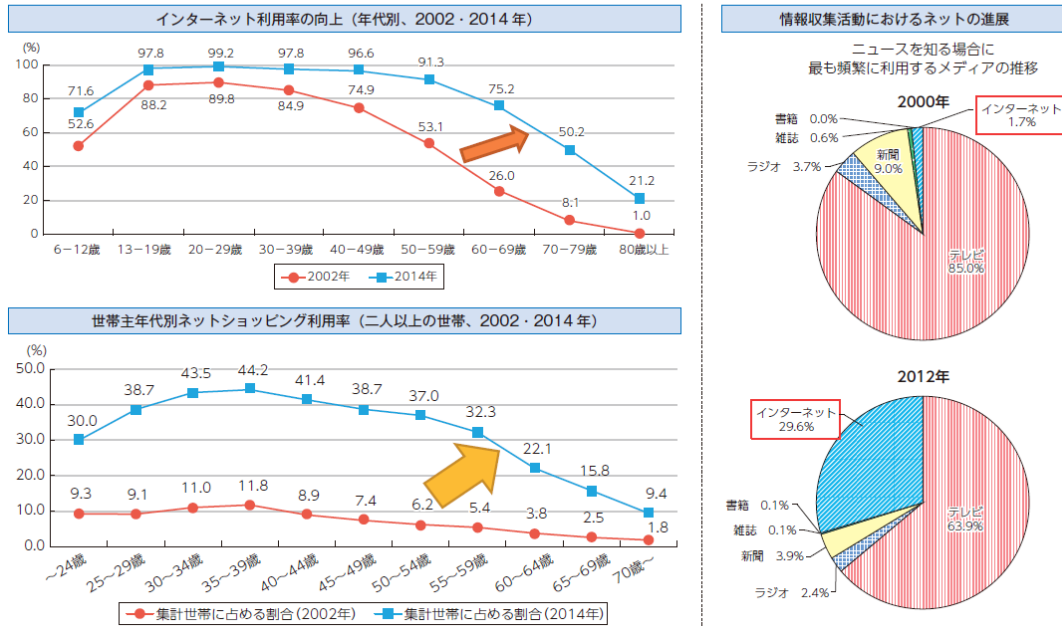 インターネット利用率の向上（年代別、2002・2014年）
(%)
100
80
60
40
20
0
71.6
97.8
99.2
97.8
96.6
91.3
75.2
50.2
21.2
52.6
88.2
89.8
84.9
74.9
53.1
26.0
8.1
1.0
6－12歳
13－19歳
20－29歳
30－39歳
40－49歳
50－59歳
60－69歳
70－79歳
80歳以上
2002年
2014年
世帯主年代別ネットショッピング利用率（二人以上の世帯、2002・2014年）
(%)
50.0
40.0
30.0
20.0
10.0
0.0
30.0
38.7
43.5
44.2
41.4
38.7
37.0
32.3
22.1
15.8
9.4
9.3
9.1
11.0
11.8
8.9
7.4
6.2
5.4
3.8
2.5
1.8
～24歳
25～29歳
30～34歳
35～39歳
40～44歳
45～49歳
50～54歳
55～59歳
60～64歳
65～69歳
70歳～
集計世帯に占める割合(2002年)
集計世帯に占める割合(2014年)
情報収集活動におけるネットの進展
ニュースを知る場合に
最も頻繁に利用するメディアの推移
2000年
書籍 0.0%
インターネット
1.7%
雑誌 0.6%
ラジオ 3.7%
新聞
9.0%
テレビ
85.0%
2012年
インターネット
29.6%
書籍 0.1%
雑誌 0.1%
新聞 3.9%
ラジオ 2.4%
テレビ
63.9%